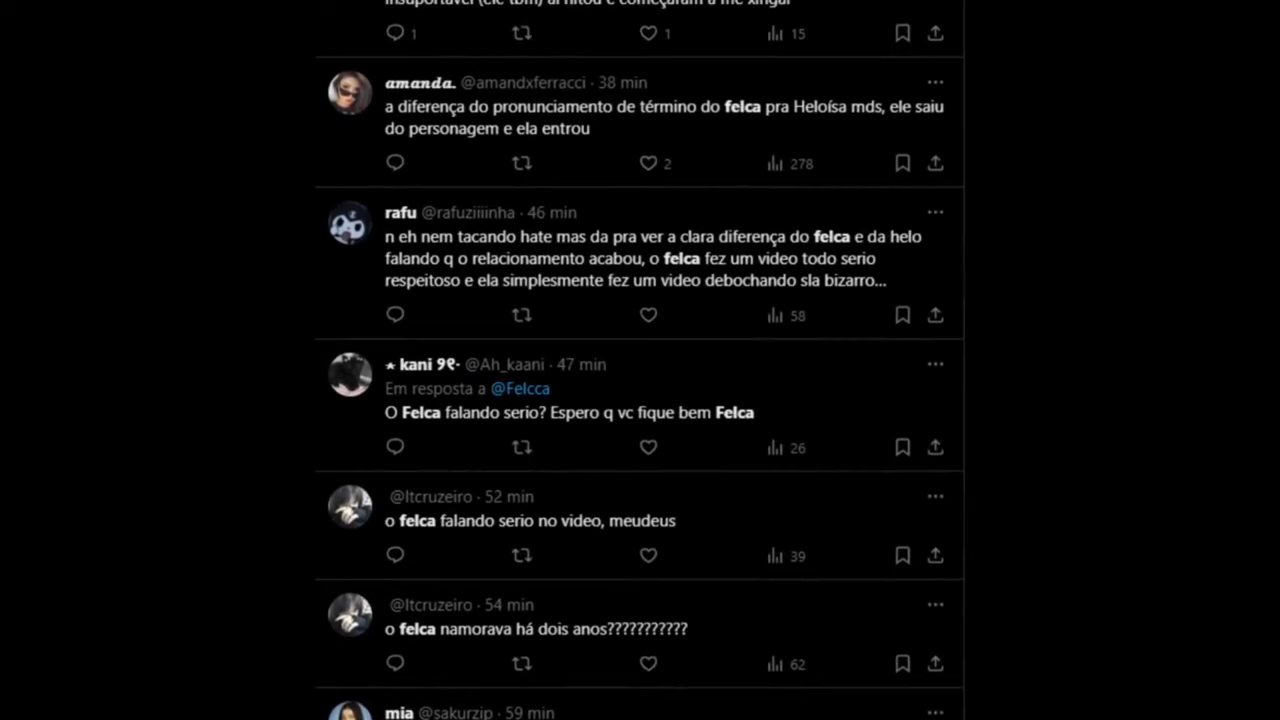 insuportável (ele tbm) aí hitou e começaram a me xingar
1 1 15
amanda. @amandxferracci · 38 min
a diferença do pronunciamento de término do felca pra Heloísa mds, ele saiu
do personagem e ela entrou
2 278
rafu @rafuziiiinha · 46 min
n eh nem tacando hate mas da pra ver a clara diferença do felca e da helo
falando q o relacionamento acabou, o felca fez um video todo serio
respeitoso e ela simplesmente fez um video debochando sla bizarro...
58
⋆ kani ୨୧· @Ah_kaani · 47 min
Em resposta a @Felcca
O Felca falando serio? Espero q vc fique bem Felca
26
@ltcruzeiro · 52 min
o felca falando serio no video, meudeus
39
@ltcruzeiro · 54 min
o felca namorava há dois anos???????????
62
mia @sakurzip · 59 min